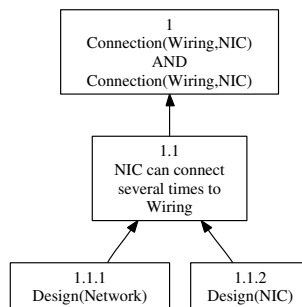 1
Connection(Wiring,NIC)
AND
Connection(Wiring,NIC)
1.1
NIC can connect
several times to
Wiring
1.1.1
Design(Network)
1.1.2
Design(NIC)